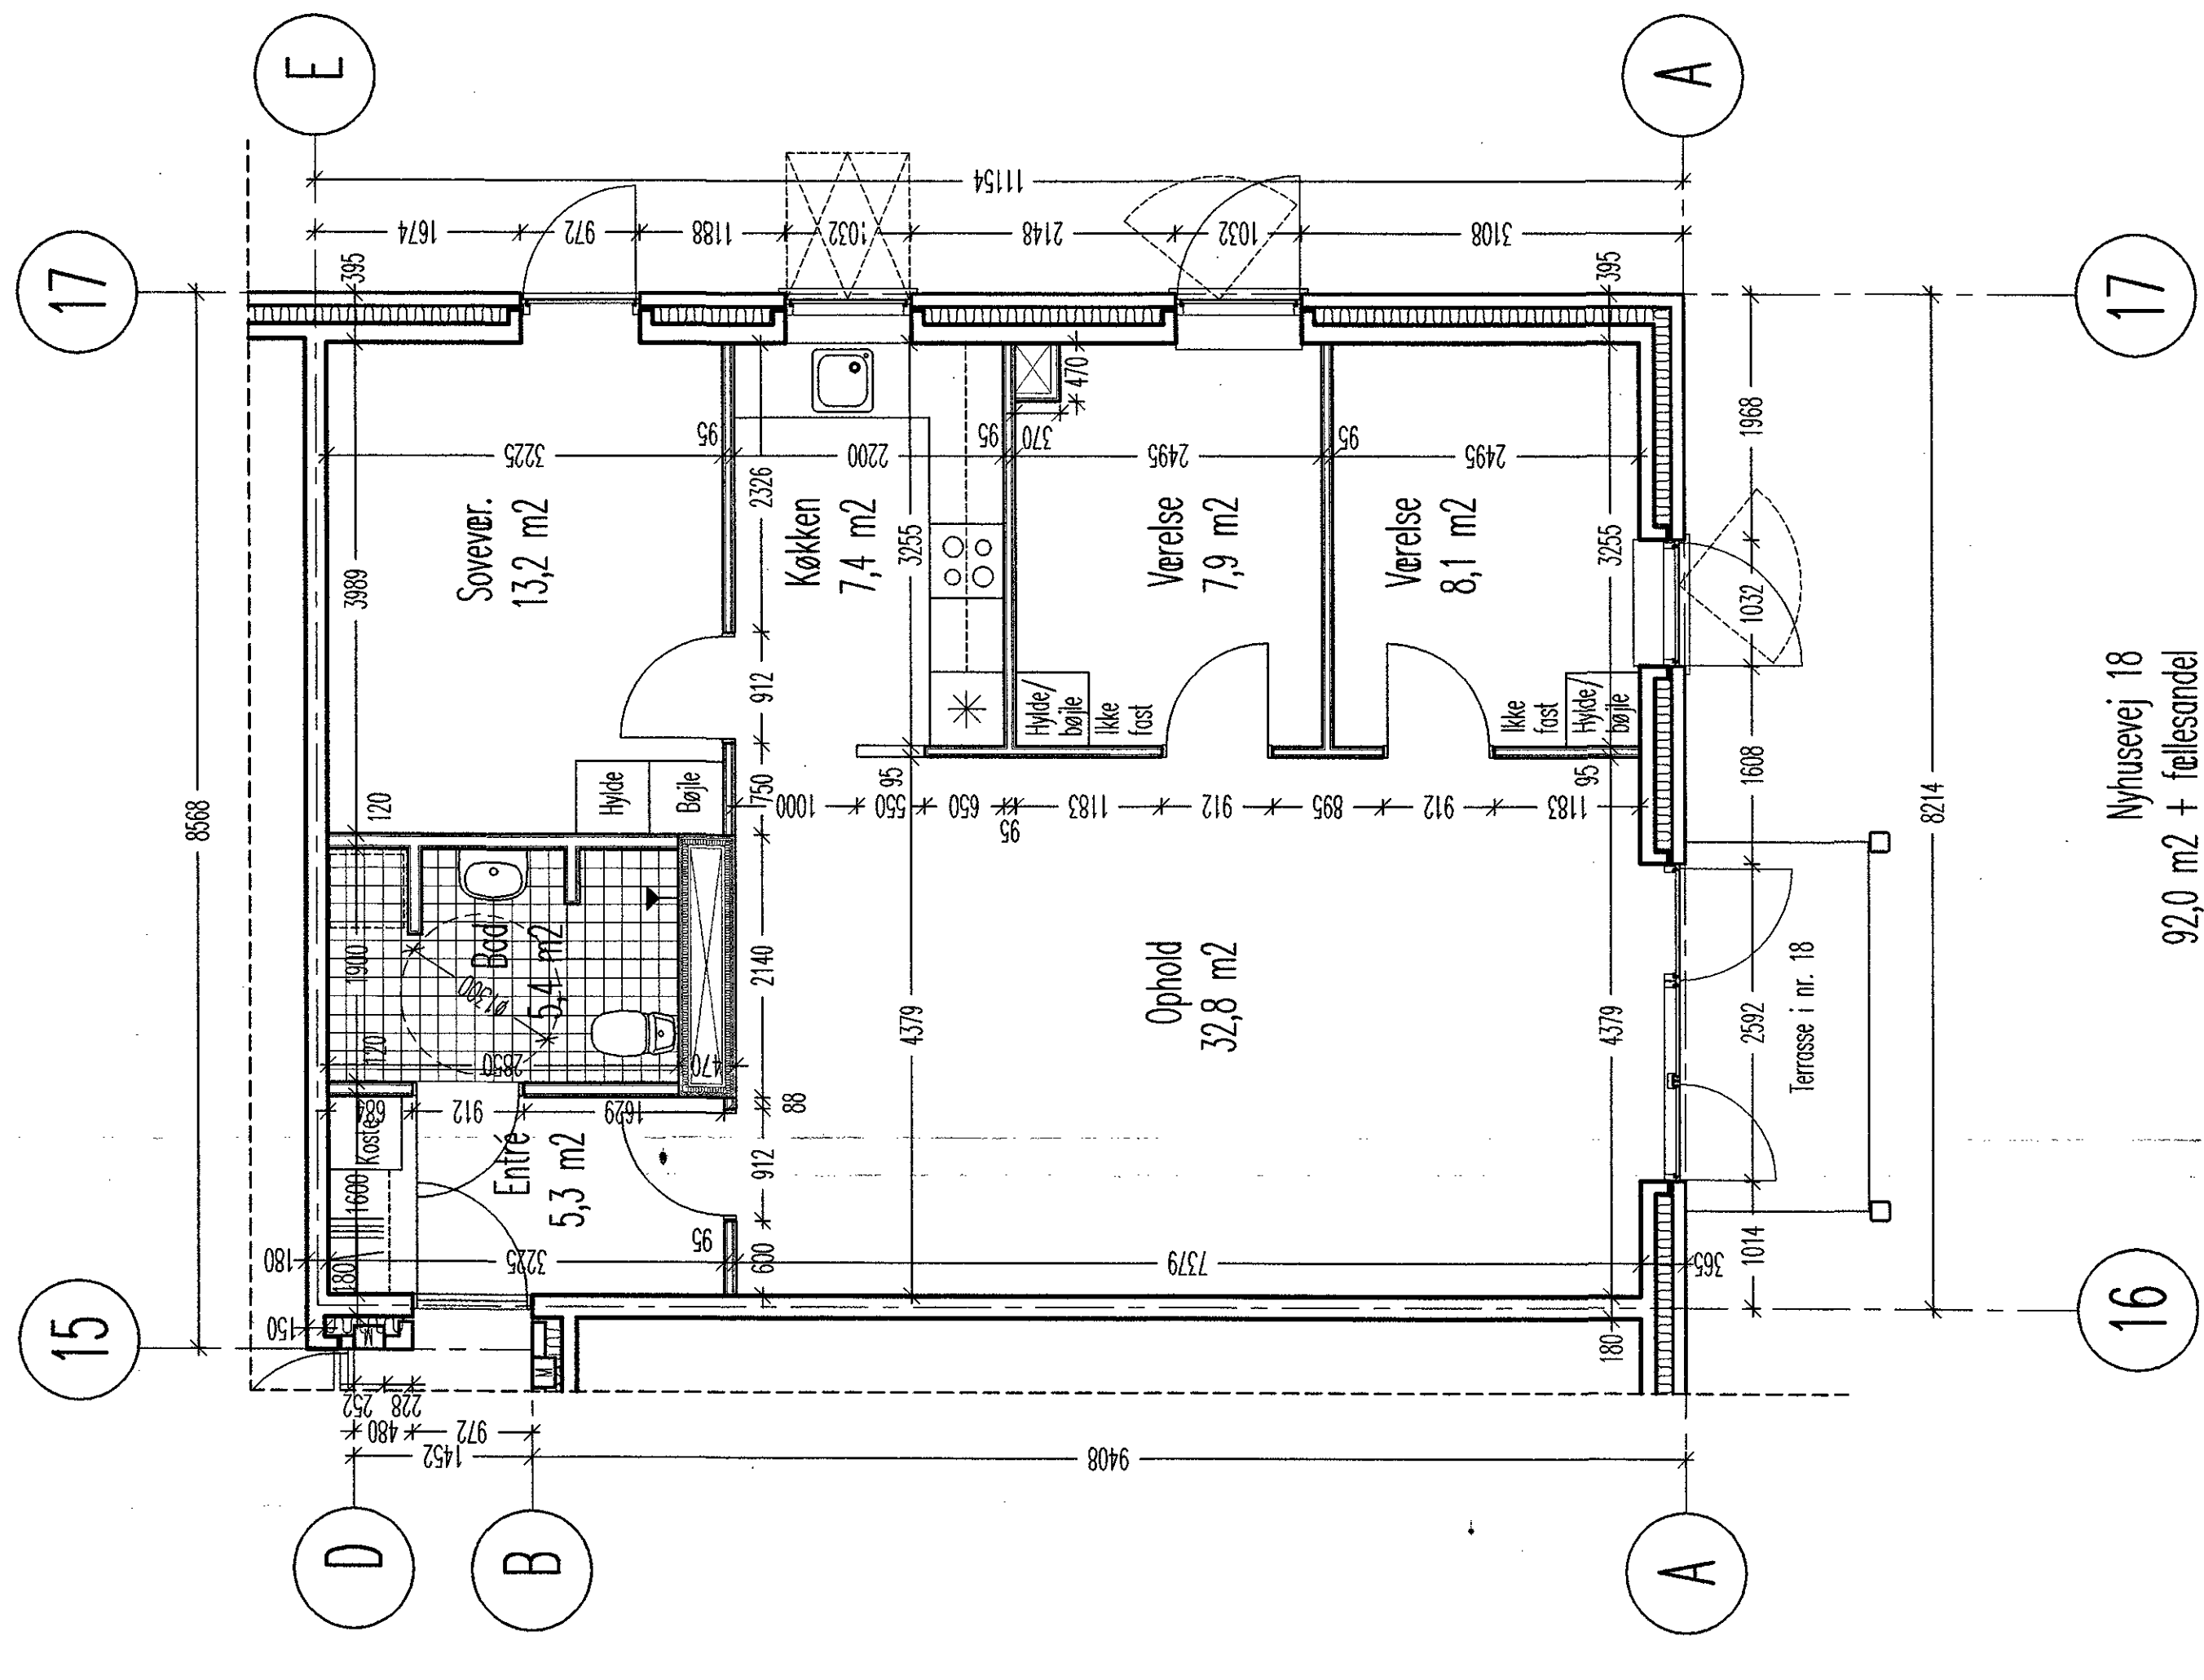 E
A
17
17
15
16
D
B
A
11154
1674
972
1188
1032
2148
1032
3108
395
395
8568
3989
120
1900
120
1600
180
180
150
3225
95
2200
95
370
470
2495
95
2495
Sovevær.
13,2 m2
Køkken
7,4 m2
Værelse
7,9 m2
Værelse
8,1 m2
2326
912
750
2140
88
912
600
3255
4379
3255
4379
180
Hylde
Bøjle
Hylde/
bøjle
Ikke
fast
Ikke
fast
Hylde/
bøjle
95
95
1000
550
650
95
1183
912
895
912
1183
Bad
5,4 m2
ø1300
2850
470
684
912
1629
Koste
Entré
5,3 m2
3225
95
7379
365
Ophold
32,8 m2
Terrasse i nr. 18
1968
1032
1608
2592
1014
8214
M
M
252
228
480
972
1452
9408
Nyhusevej 18
92,0 m2 + fællesandel